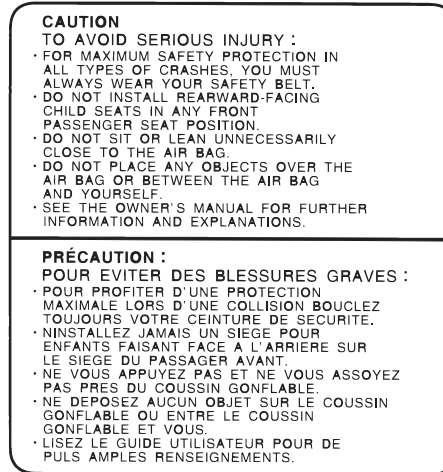 CAUTION
TO AVOID SERIOUS INJURY :
· FOR MAXIMUM SAFETY PROTECTION IN
ALL TYPES OF CRASHES, YOU MUST
ALWAYS WEAR YOUR SAFETY BELT.
· DO NOT INSTALL REARWARD-FACING
CHILD SEATS IN ANY FRONT
PASSENGER SEAT POSITION.
· DO NOT SIT OR LEAN UNNECESSARILY
CLOSE TO THE AIR BAG.
· DO NOT PLACE ANY OBJECTS OVER THE
AIR BAG OR BETWEEN THE AIR BAG
AND YOURSELF.
· SEE THE OWNER'S MANUAL FOR FURTHER
INFORMATION AND EXPLANATIONS.
PRÉCAUTION :
POUR EVITER DES BLESSURES GRAVES :
· POUR PROFITER D'UNE PROTECTION
MAXIMALE LORS D'UNE COLLISION BOUCLEZ
TOUJOURS VOTRE CEINTURE DE SECURITE.
· NINSTALLEZ JAMAIS UN SIEGE POUR
ENFANTS FAISANT FACE A L'ARRIERE SUR
LE SIEGE DU PASSAGER AVANT.
· NE VOUS APPUYEZ PAS ET NE VOUS ASSOYEZ
PAS PRES DU COUSSIN GONFLABLE.
· NE DEPOSEZ AUCUN OBJET SUR LE COUSSIN
GONFLABLE OU ENTRE LE COUSSIN
GONFLABLE ET VOUS.
· LISEZ LE GUIDE UTILISATEUR POUR DE
PULS AMPLES RENSEIGNEMENTS.